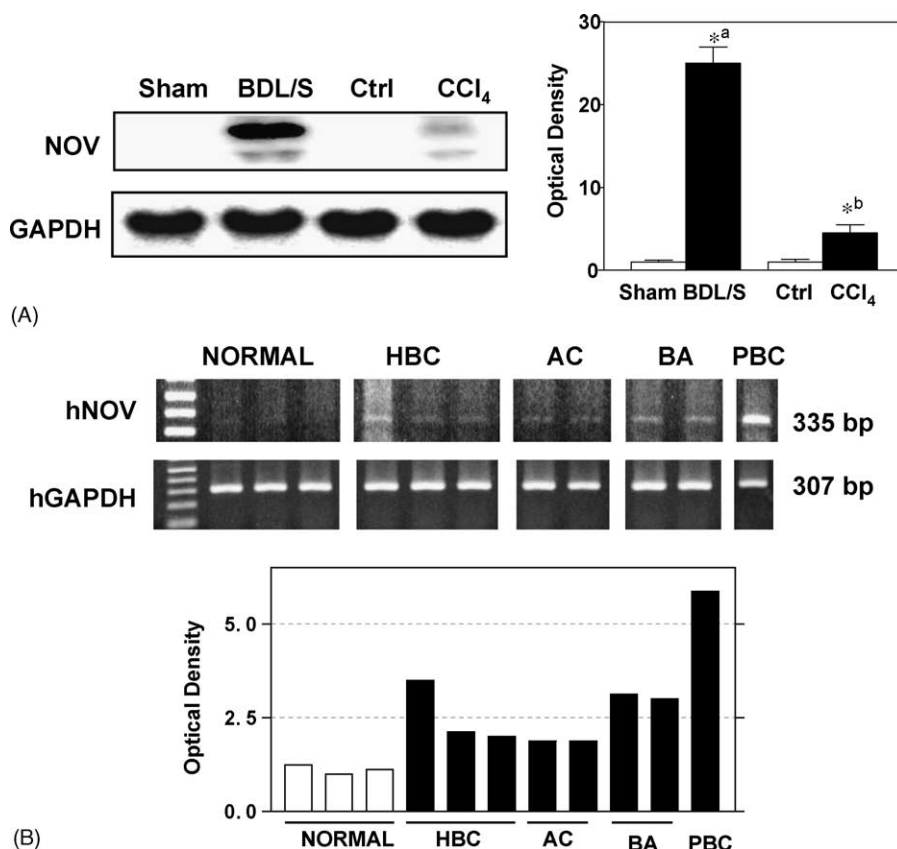 Sham BDL/S Ctrl CCl₄
NOV
GAPDH
Optical Density
30
20
10
0
*a
*b
Sham BDL/S Ctrl CCl₄
(A)
NORMAL HBC AC BA PBC
hNOV
335 bp
hGAPDH
307 bp
Optical Density
5.0
2.5
0.0
NORMAL HBC AC BA PBC
(B)